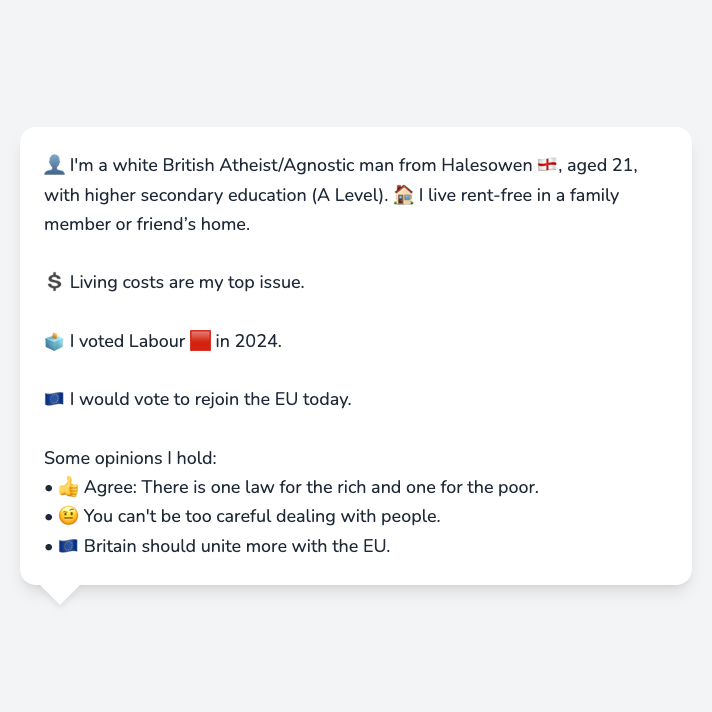 👤 I'm a white British Atheist/Agnostic man from Halesowen 🏴󠁧󠁢󠁥󠁮󠁧󠁿, aged 21,
with higher secondary education (A Level). 🏠 I live rent-free in a family
member or friend’s home.
💲 Living costs are my top issue.
🗳️ I voted Labour 🟥 in 2024.
🇪🇺 I would vote to rejoin the EU today.
Some opinions I hold:
• 👍 Agree: There is one law for the rich and one for the poor.
• 🤨 You can't be too careful dealing with people.
• 🇪🇺 Britain should unite more with the EU.